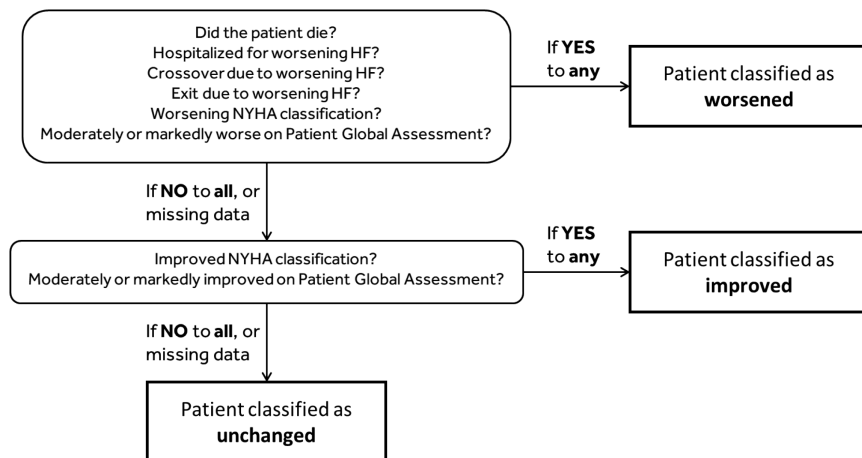 Did the patient die?
Hospitalized for worsening HF?
Crossover due to worsening HF?
Exit due to worsening HF?
Worsening NYHA classification?
Moderately or markedly worse on Patient Global Assessment?
If YES
to any
Patient classified as
worsened
If NO to all, or
missing data
Improved NYHA classification?
Moderately or markedly improved on Patient Global Assessment?
If YES
to any
Patient classified as
improved
If NO to all, or
missing data
Patient classified as
unchanged